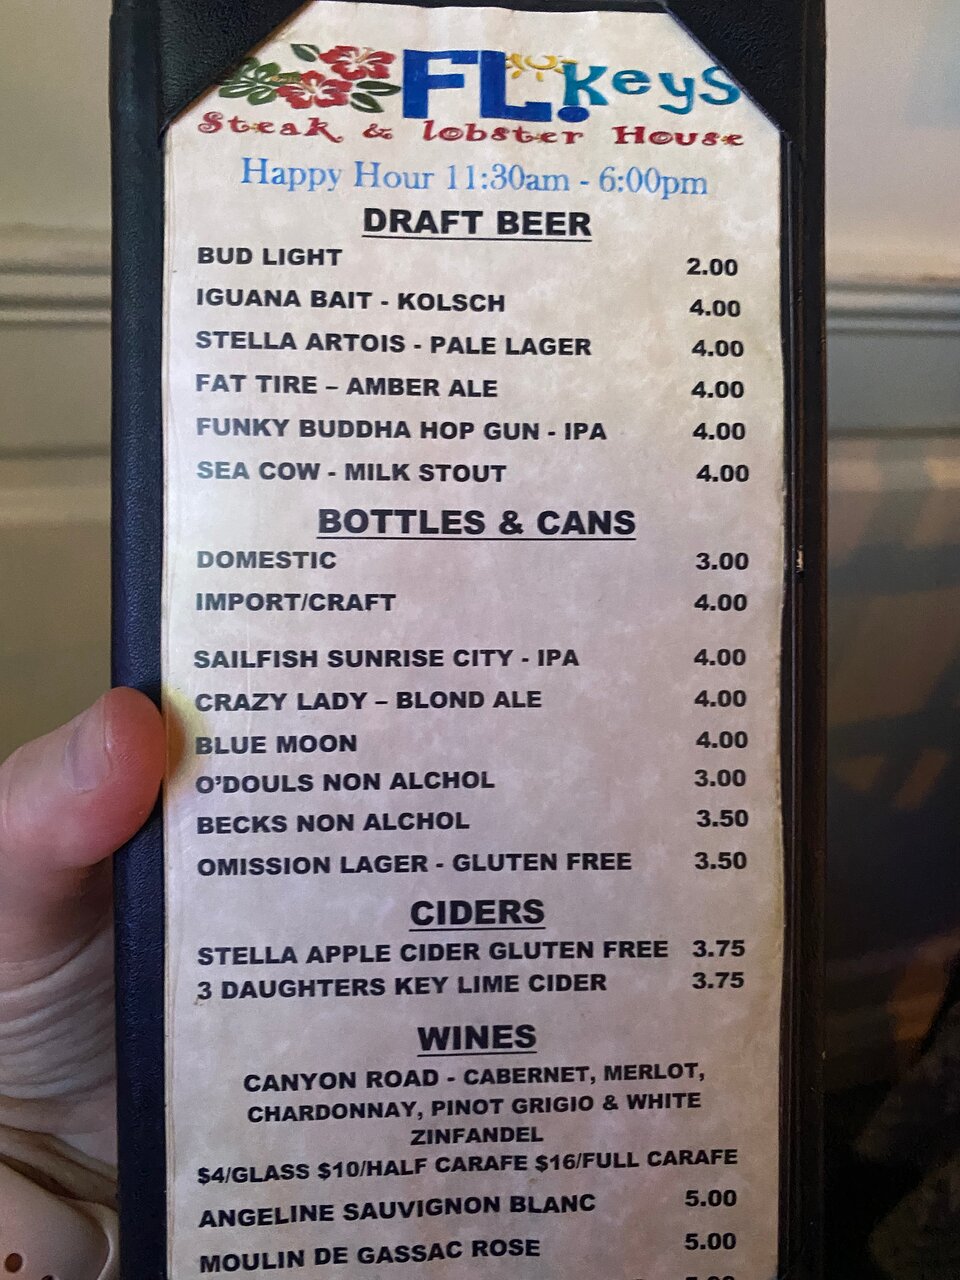 FL. Keys
Steak & lobster House
Happy Hour 11:30am - 6:00pm
DRAFT BEER
BUD LIGHT 2.00
IGUANA BAIT - KOLSCH 4.00
STELLA ARTOIS - PALE LAGER 4.00
FAT TIRE – AMBER ALE 4.00
FUNKY BUDDHA HOP GUN - IPA 4.00
SEA COW - MILK STOUT 4.00
BOTTLES & CANS
DOMESTIC 3.00
IMPORT/CRAFT 4.00
SAILFISH SUNRISE CITY - IPA 4.00
CRAZY LADY – BLOND ALE 4.00
BLUE MOON 4.00
O'DOULS NON ALCHOL 3.00
BECKS NON ALCHOL 3.50
OMISSION LAGER - GLUTEN FREE 3.50
CIDERS
STELLA APPLE CIDER GLUTEN FREE 3.75
3 DAUGHTERS KEY LIME CIDER 3.75
WINES
CANYON ROAD - CABERNET, MERLOT,
CHARDONNAY, PINOT GRIGIO & WHITE
ZINFANDEL
$4/GLASS $10/HALF CARAFE $16/FULL CARAFE
ANGELINE SAUVIGNON BLANC 5.00
MOULIN DE GASSAC ROSE 5.00